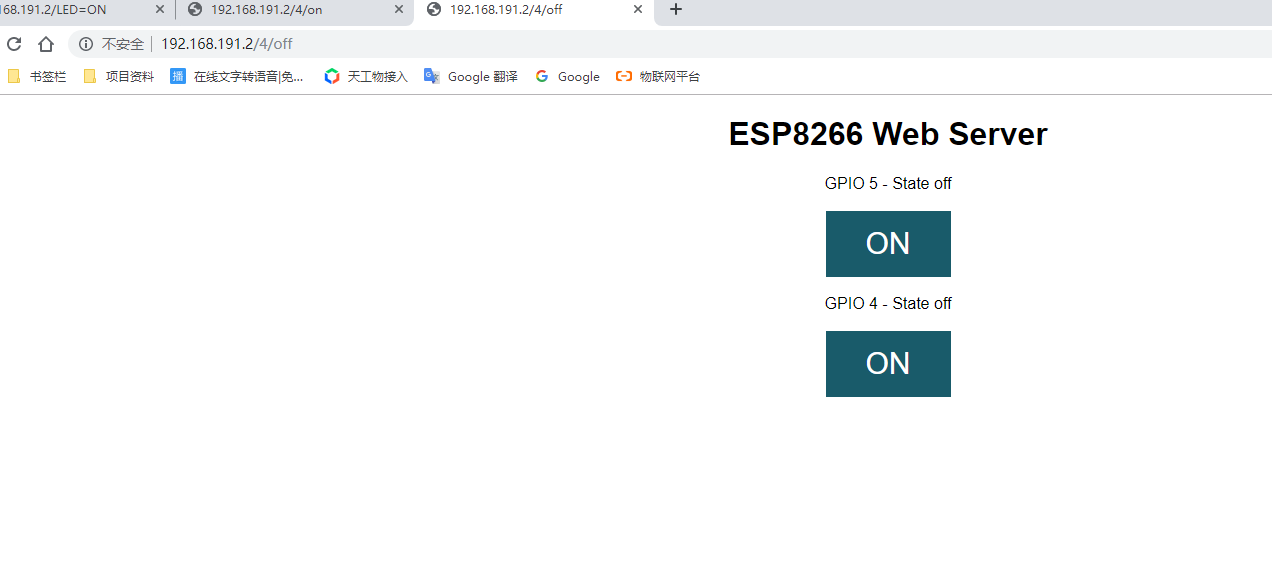 168.191.2/LED=ON 192.168.191.2/4/on 192.168.191.2/4/off
不安全 192.168.191.2/4/off
书签栏 项目资料 播 在线文字转语音|免... 天工物接入 Google 翻译 Google 物联网平台
ESP8266 Web Server
GPIO 5 - State off
ON
GPIO 4 - State off
ON